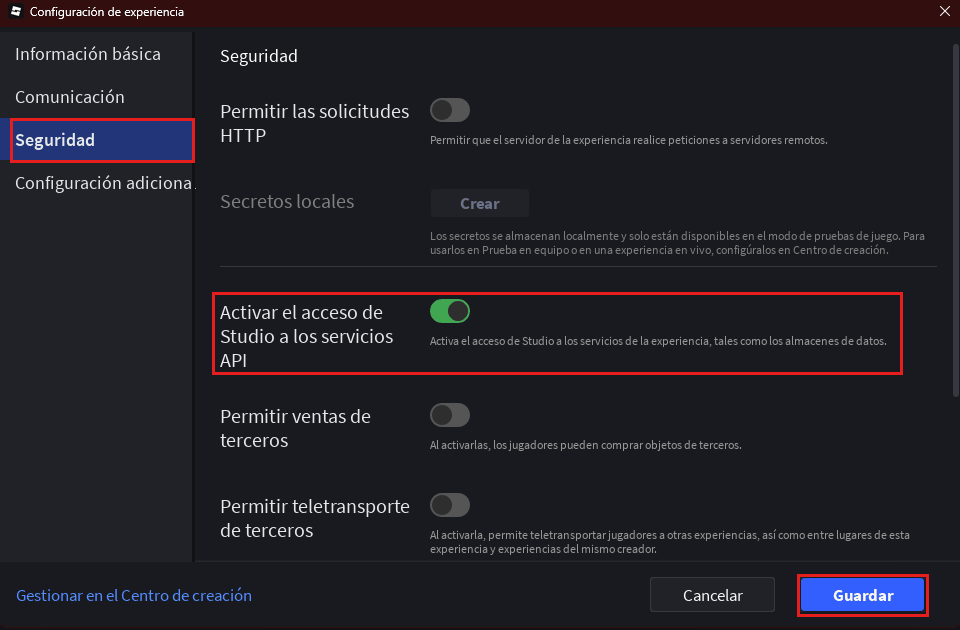 Configuración de experiencia
Información básica
Comunicación
Seguridad
Configuración adiciona
Seguridad
Permitir las solicitudes
HTTP
Permitir que el servidor de la experiencia realice peticiones a servidores remotos.
Secretos locales
Crear
Los secretos se almacenan localmente y solo están disponibles en el modo de pruebas de juego. Para
usarlos en Prueba en equipo o en una experiencia en vivo, configúralos en Centro de creación.
Activar el acceso de
Studio a los servicios
API
Activa el acceso de Studio a los servicios de la experiencia, tales como los almacenes de datos.
Permitir ventas de
terceros
Al activarlas, los jugadores pueden comprar objetos de terceros.
Permitir teletransporte
de terceros
Al activarla, permite teletransportar jugadores a otras experiencias, así como entre lugares de esta
experiencia y experiencias del mismo creador.
Gestionar en el Centro de creación
Cancelar
Guardar